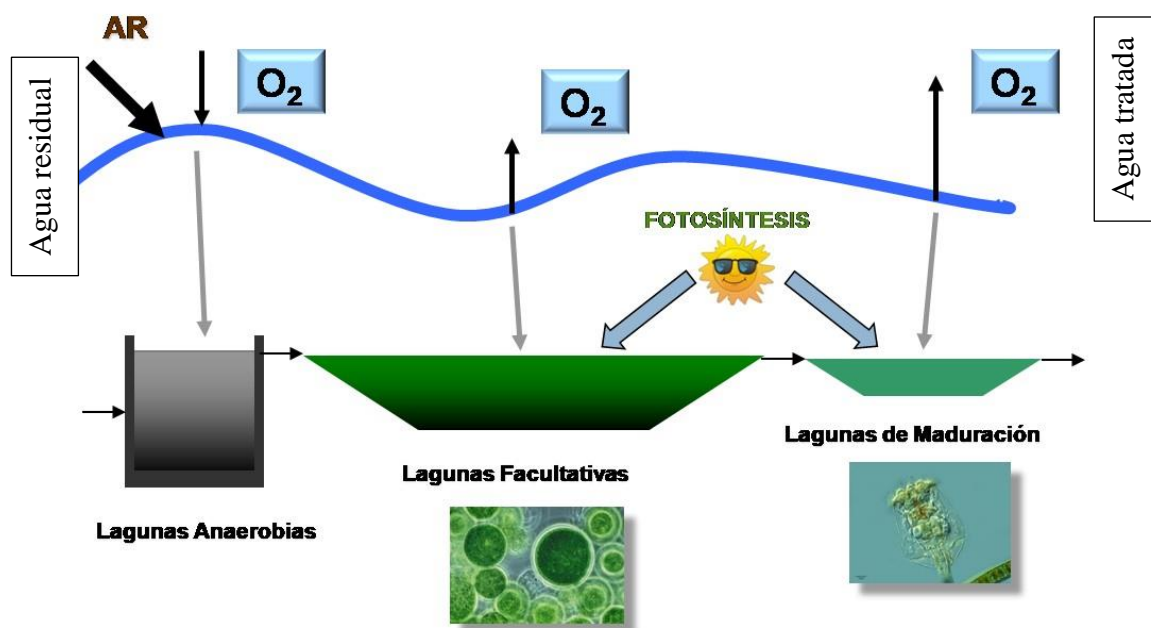 AR
O₂
Agua residual
O₂
O₂
Agua tratada
FOTOSÍNTESIS
Lagunas Anaerobias
Lagunas Facultativas
Lagunas de Maduración